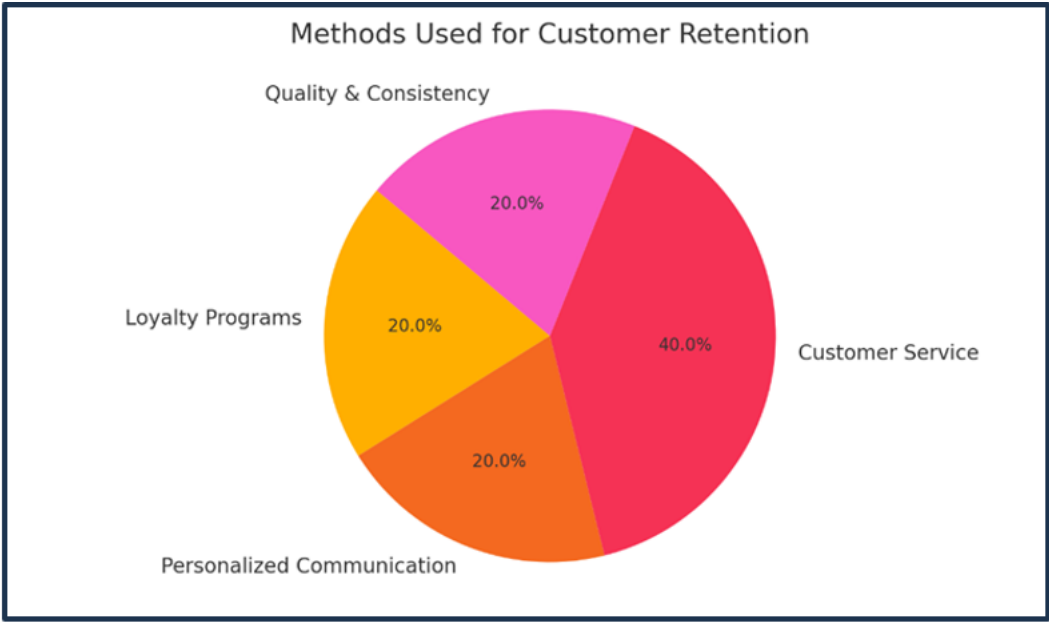 Methods Used for Customer Retention
Quality & Consistency
20.0%
Loyalty Programs
20.0%
40.0%
Customer Service
20.0%
Personalized Communication